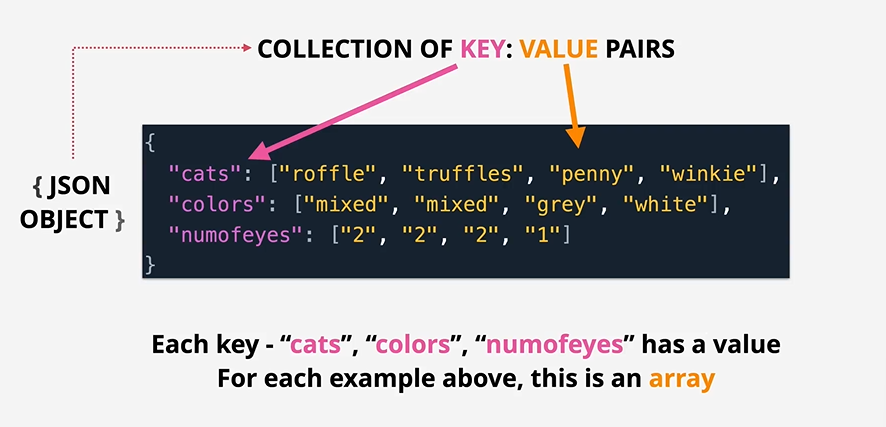 COLLECTION OF KEY: VALUE PAIRS
{ JSON
OBJECT }
{
"cats": ["roffle", "truffles", "penny", "winkie"],
"colors": ["mixed", "mixed", "grey", "white"],
"numofeyes": ["2", "2", "2", "1"]
}
Each key - “cats”, “colors”, “numofeyes” has a value
For each example above, this is an array